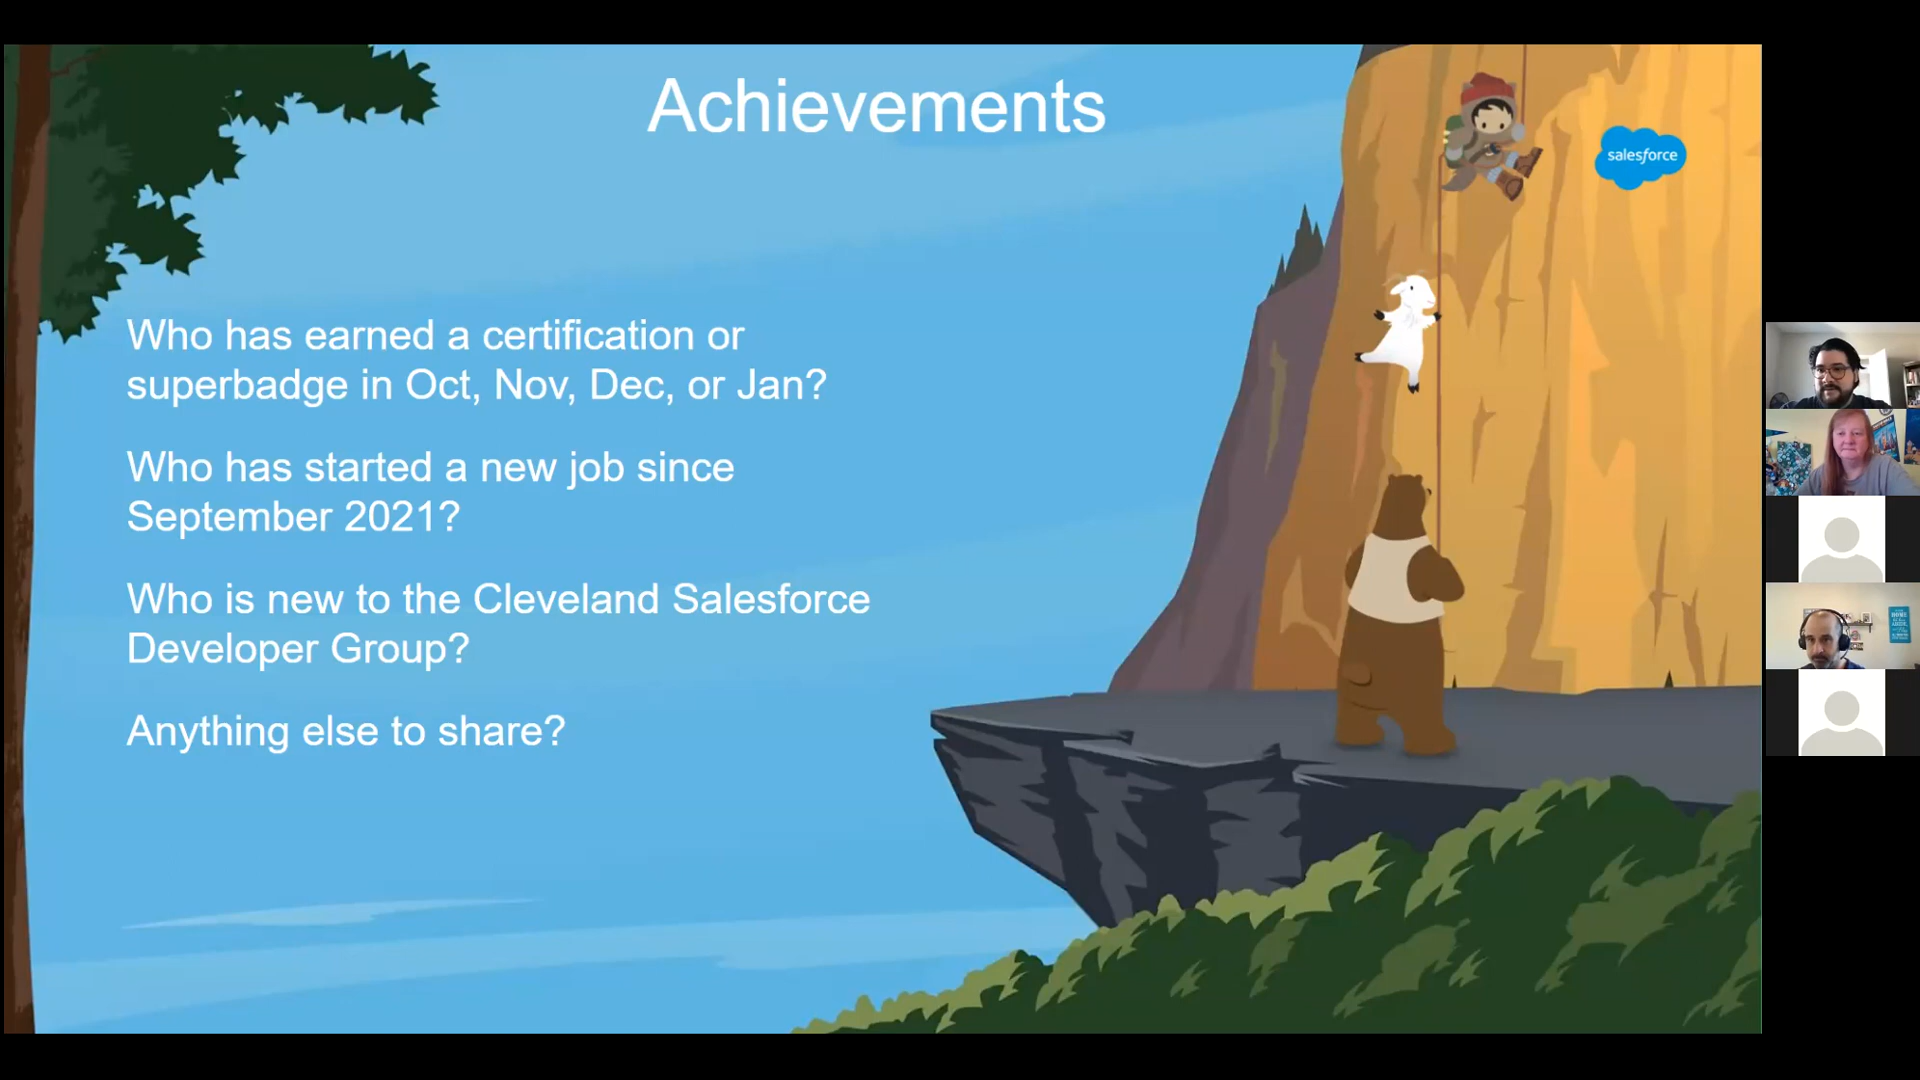 Achievements
salesforce
Who has earned a certification or
superbadge in Oct, Nov, Dec, or Jan?
Who has started a new job since
September 2021?
Who is new to the Cleveland Salesforce
Developer Group?
Anything else to share?